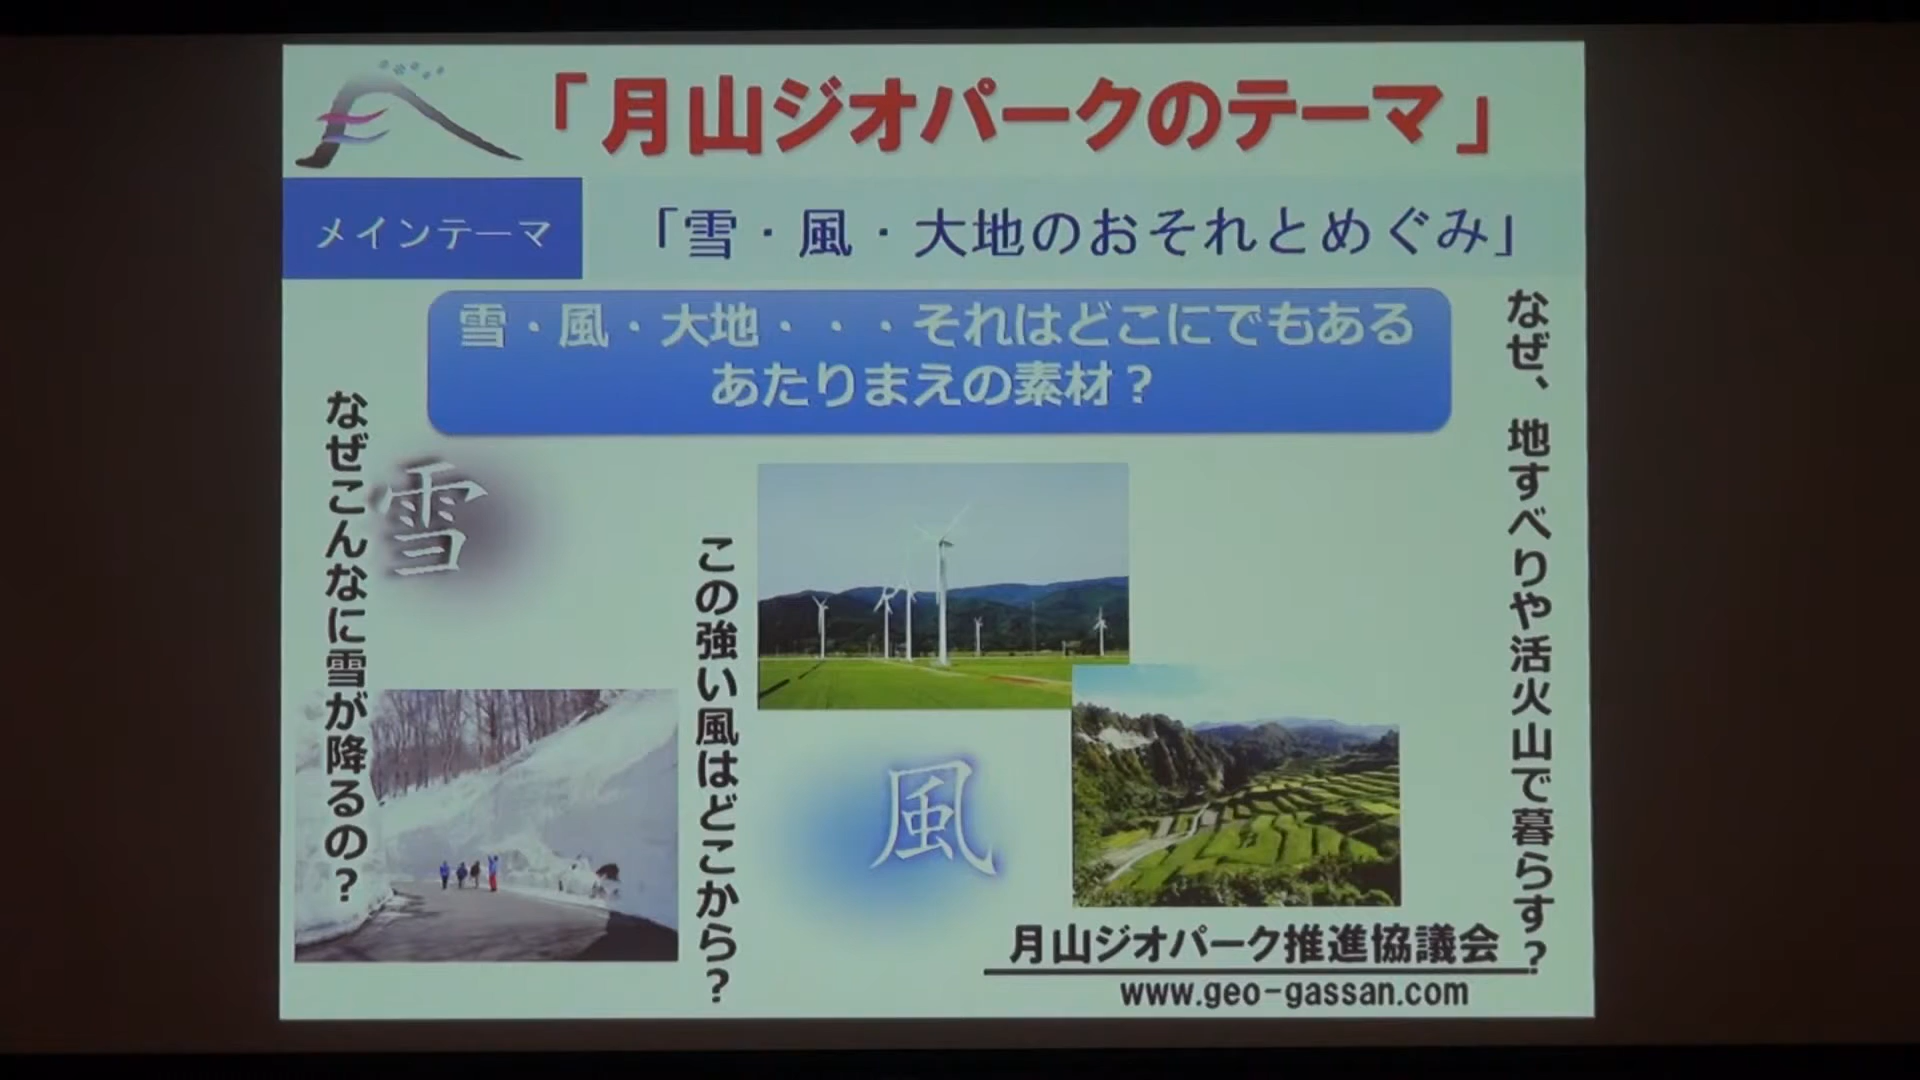 「月山ジオパークのテーマ」
メインテーマ
「雪・風・大地のおそれとめぐみ」
雪・風・大地・・・それはどこにでもある
あたりまえの素材？
なぜこんなに雪が降るの？
雪
この強い風はどこから？
風
なぜ、地すべりや活火山で暮らす？
月山ジオパーク推進協議会
www.geo-gassan.com